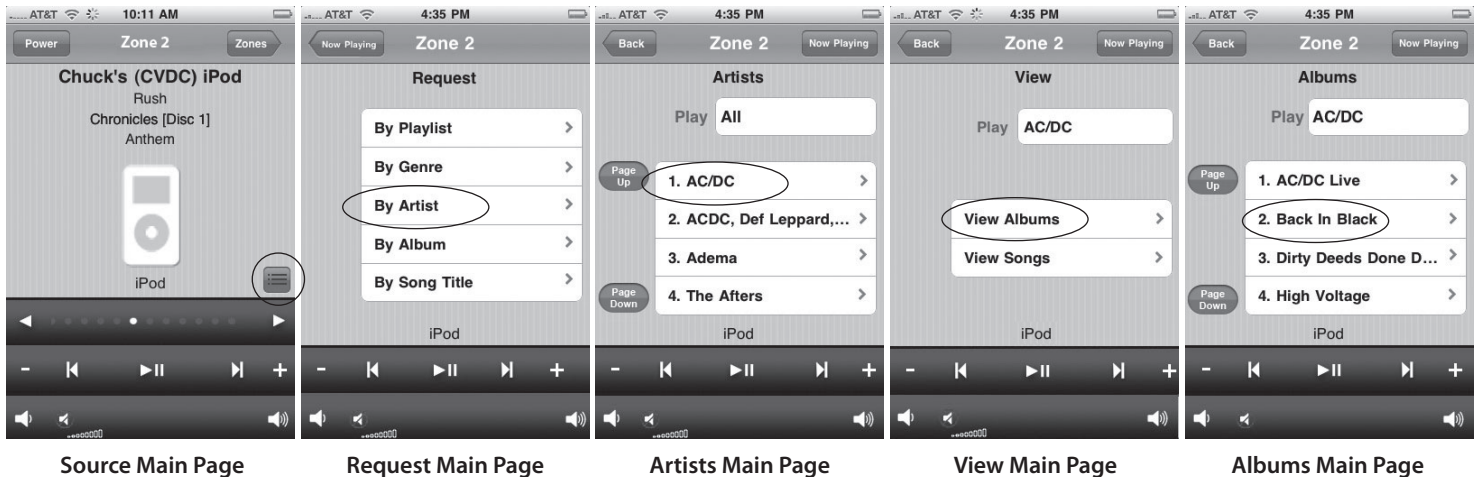 AT&T 10:11 AM
Power Zone 2 Zones
Chuck's (CVDC) iPod
Rush
Chronicles [Disc 1]
Anthem
iPod
Source Main Page
AT&T 4:35 PM
Now Playing Zone 2
Request
By Playlist
By Genre
By Artist
By Album
By Song Title
iPod
Request Main Page
AT&T 4:35 PM
Back Zone 2 Now Playing
Artists
Play All
Page Up
1. AC/DC
2. ACDC, Def Leppard,...
3. Adema
Page Down
4. The Afters
iPod
Artists Main Page
AT&T 4:35 PM
Back Zone 2 Now Playing
View
Play AC/DC
View Albums
View Songs
iPod
View Main Page
AT&T 4:35 PM
Back Zone 2 Now Playing
Albums
Play AC/DC
Page Up
1. AC/DC Live
2. Back In Black
3. Dirty Deeds Done D...
Page Down
4. High Voltage
iPod
Albums Main Page